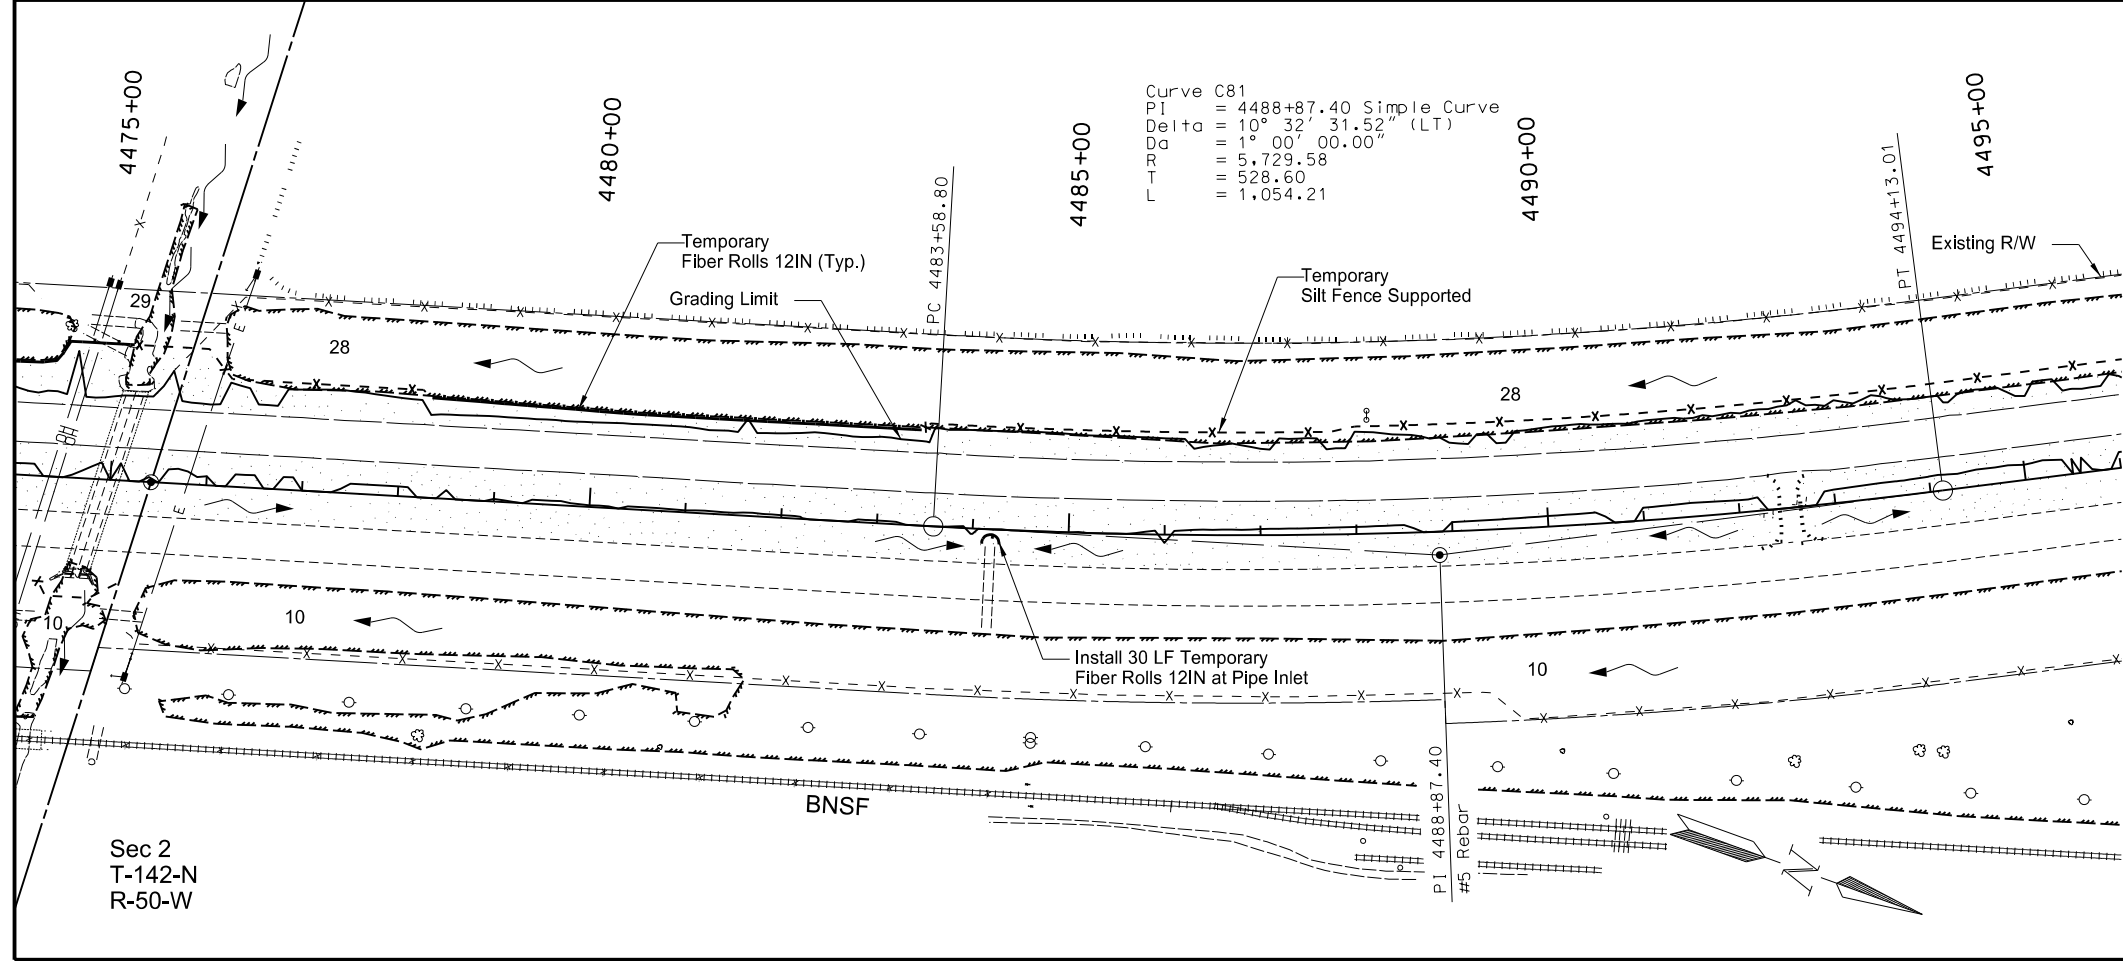 4475+00
4480+00
4485+00
4490+00
4495+00
Curve C81
PI = 4488+87.40 Simple Curve
Delta = 10° 32' 31.52" (LT)
Da = 1° 00' 00.00"
R = 5,729.58
T = 528.60
L = 1,054.21
PC 4483+58.80
PT 4494+13.01
Existing R/W
Temporary
Fiber Rolls 12IN (Typ.)
Grading Limit
Temporary
Silt Fence Supported
29
28
28
E
E
10
10
10
Install 30 LF Temporary
Fiber Rolls 12IN at Pipe Inlet
PI 4488+87.40
#5 Rebar
BNSF
Sec 2
T-142-N
R-50-W
N